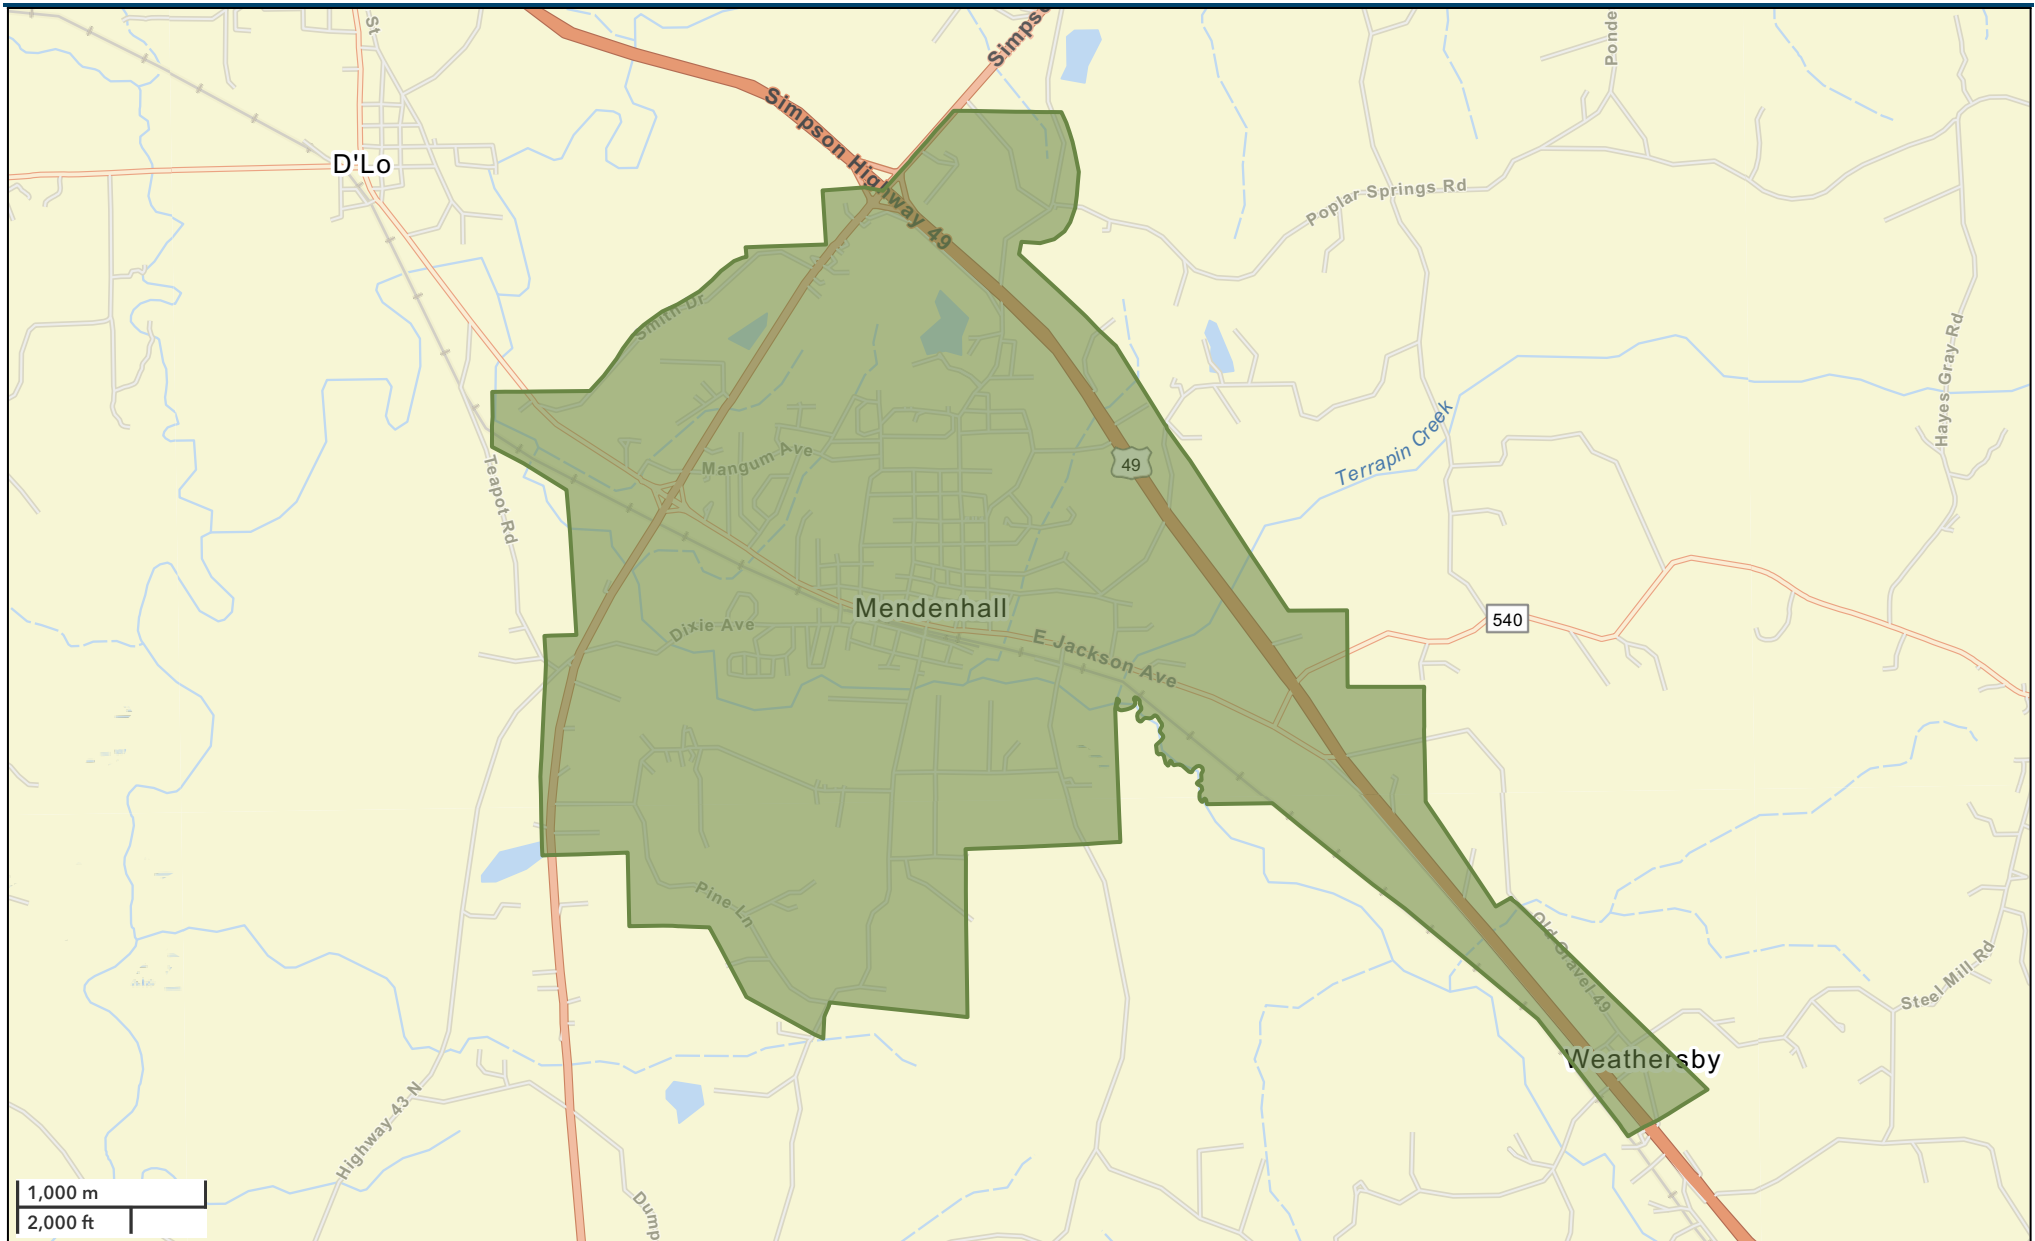 St
Simpso
Ponde
Simpson Highway 49
D'Lo
Poplar Springs Rd
Smith Dr
Hayes Gray Rd
Terrapin Creek
Mangum Ave
49
Teapot Rd
Mendenhall
540
Dixie Ave
E Jackson Ave
Pine Ln
Old Gravel 49
Steel Mill Rd
Weathersby
Highway 43 N
1,000 m
Dump
2,000 ft